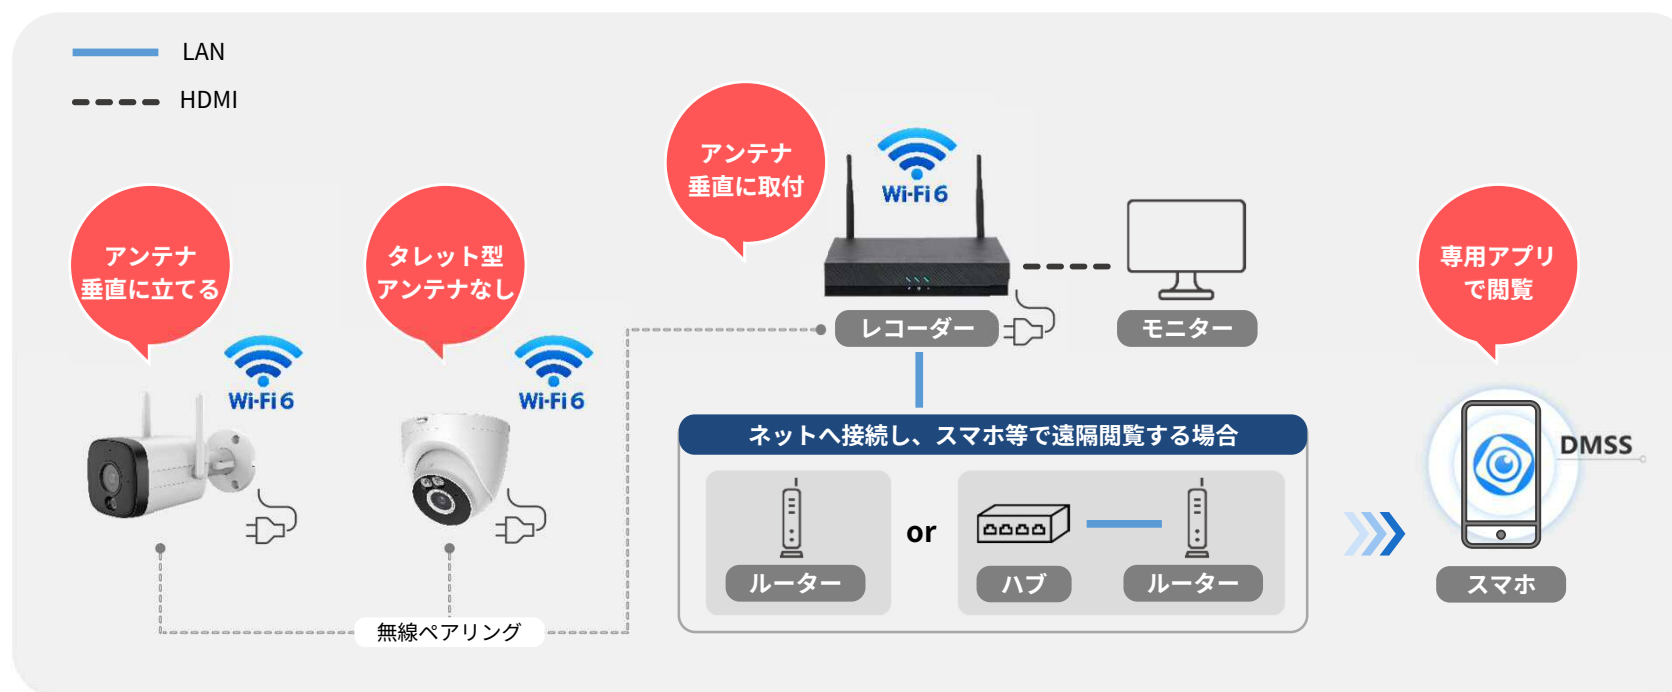 LAN
HDMI
アンテナ
垂直に取付
Wi-Fi 6
アンテナ
垂直に立てる
タレット型
アンテナなし
専用アプリ
で閲覧
レコーダー
モニター
Wi-Fi 6
Wi-Fi 6
ネットへ接続し、スマホ等で遠隔閲覧する場合
DMSS
or
ルーター
ハブ
ルーター
スマホ
無線ペアリング